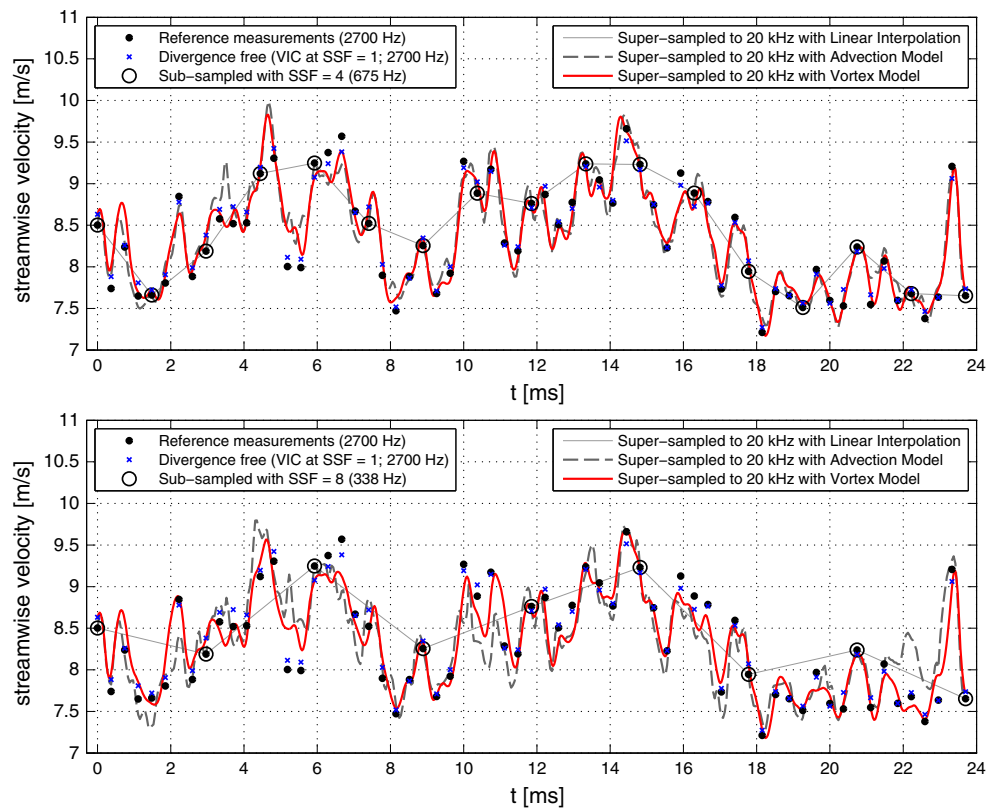 11
10.5
10
9.5
9
8.5
8
7.5
7
streamwise velocity [m/s]
Reference measurements (2700 Hz)
Divergence free (VIC at SSF = 1; 2700 Hz)
Sub-sampled with SSF = 4 (675 Hz)
Super-sampled to 20 kHz with Linear Interpolation
Super-sampled to 20 kHz with Advection Model
Super-sampled to 20 kHz with Vortex Model
0 2 4 6 8 10 12 14 16 18 20 22 24
t [ms]
11
10.5
10
9.5
9
8.5
8
7.5
7
streamwise velocity [m/s]
Reference measurements (2700 Hz)
Divergence free (VIC at SSF = 1; 2700 Hz)
Sub-sampled with SSF = 8 (338 Hz)
Super-sampled to 20 kHz with Linear Interpolation
Super-sampled to 20 kHz with Advection Model
Super-sampled to 20 kHz with Vortex Model
0 2 4 6 8 10 12 14 16 18 20 22 24
t [ms]